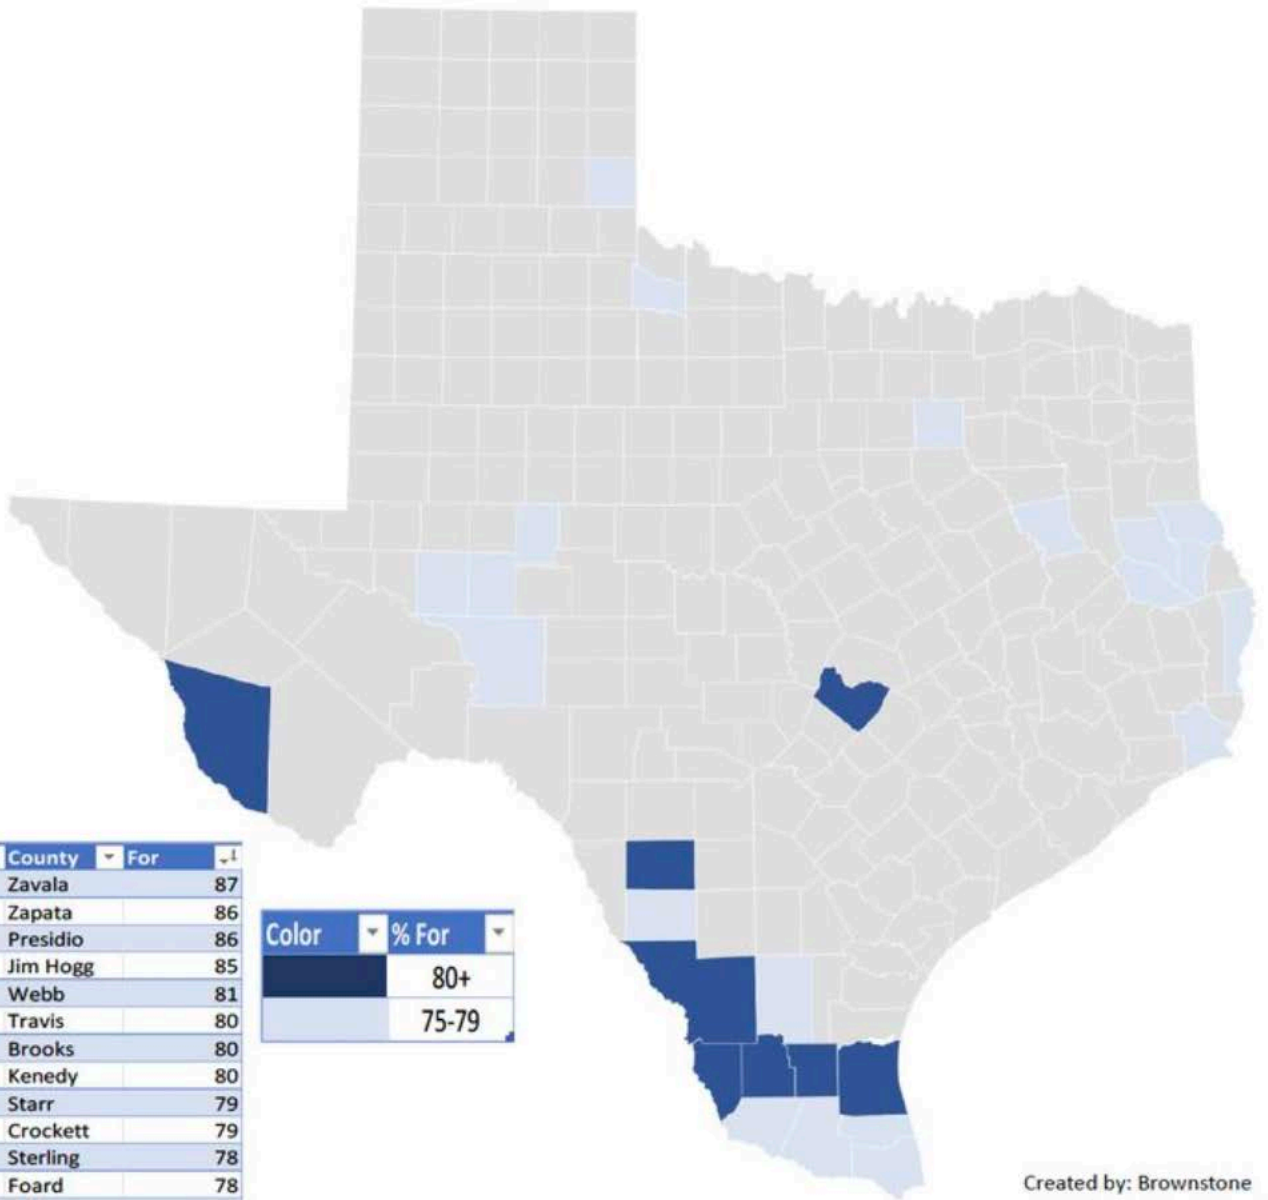 County For
Zavala 87
Zapata 86
Presidio 86
Jim Hogg 85
Webb 81
Travis 80
Brooks 80
Kenedy 80
Starr 79
Crockett 79
Sterling 78
Foard 78
Color % For
80+
75-79
Created by: Brownstone